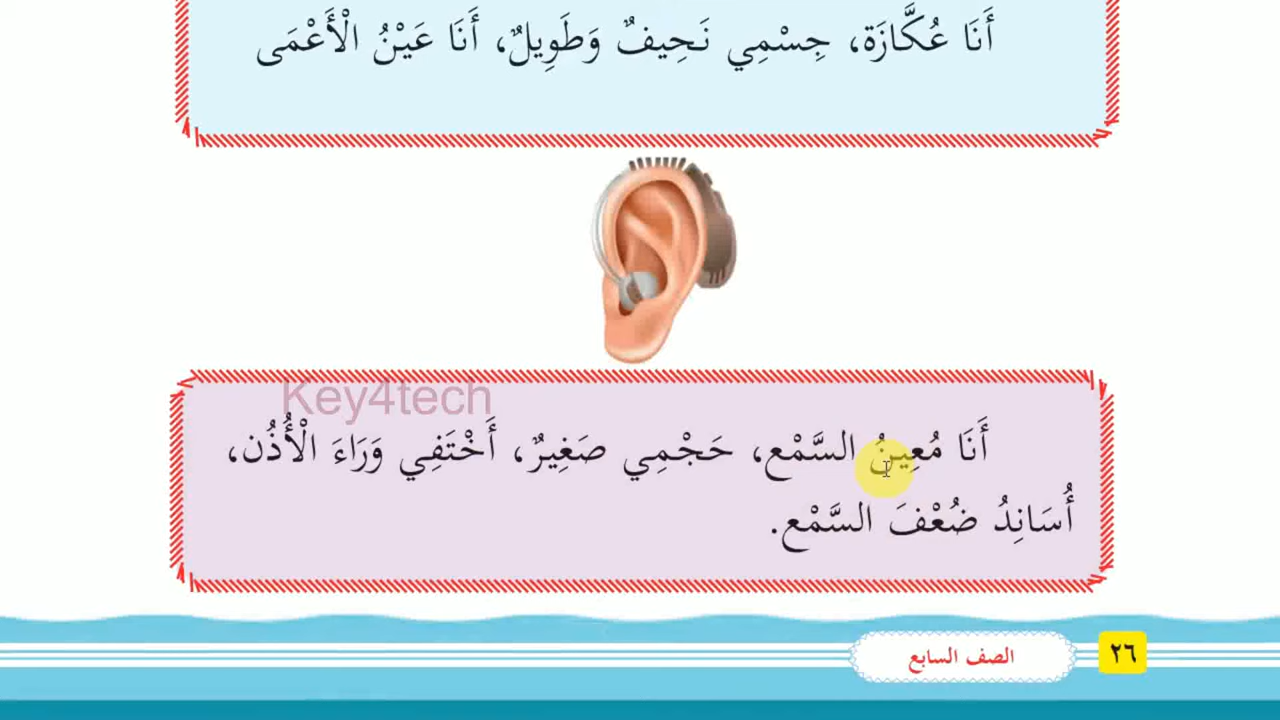 أَنَا عُكَّازَة، جِسْمِي نَحِيفٌ وَطَوِيلٌ، أَنَا عَيْنُ الْأَعْمَى
Key4tech
أَنَا مُعِينُ السَّمْعِ، حَجْمِي صَغِيرٌ، أَخْتَفِي وَرَاءَ الْأُذُن،
أُسَانِدُ ضُعْفَ السَّمْع.
الصف السابع
٢٦